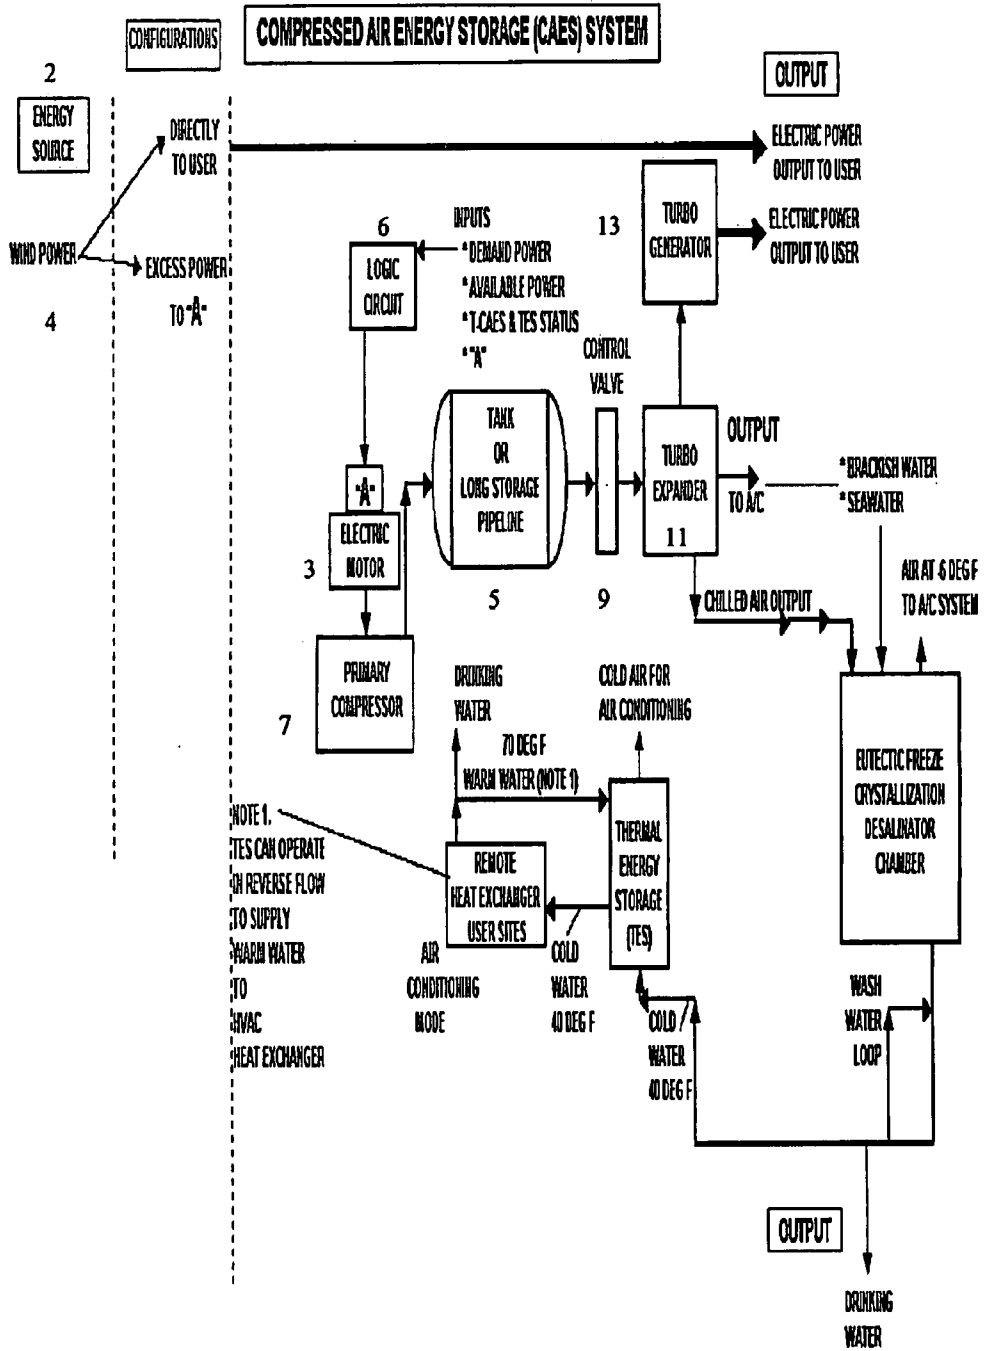 COMPRESSED AIR ENERGY STORAGE (CAES) SYSTEM
CONFIGURATIONS
OUTPUT
2
ENERGY
SOURCE
DIRECTLY
TO USER
ELECTRIC POWER
OUTPUT TO USER
WIND POWER
4
EXCESS POWER
TO "A"
6
LOGIC
CIRCUIT
INPUTS
* DEMAND POWER
* AVAILABLE POWER
* T-CAES & TES STATUS
* "A"
13
TURBO
GENERATOR
ELECTRIC POWER
OUTPUT TO USER
"A"
ELECTRIC
MOTOR
3
PRIMARY
COMPRESSOR
7
TANK
OR
LONG STORAGE
PIPELINE
5
CONTROL
VALVE
9
TURBO
EXPANDER
11
OUTPUT
TO A/C
* BRACKISH WATER
* SEAWATER
CHILLED AIR OUTPUT
AIR AT -6 DEG F
TO A/C SYSTEM
EUTECTIC FREEZE
CRYSTALLIZATION
DESALINATOR
CHAMBER
DRINKING
WATER
70 DEG F
WARM WATER (NOTE 1)
COLD AIR FOR
AIR CONDITIONING
THERMAL
ENERGY
STORAGE
(TES)
REMOTE
HEAT EXCHANGER
USER SITES
AIR
CONDITIONING
MODE
COLD
WATER
40 DEG F
COLD
WATER
40 DEG F
WASH
WATER
LOOP
NOTE 1.
TES CAN OPERATE
IN REVERSE FLOW
TO SUPPLY
WARM WATER
TO
HVAC
HEAT EXCHANGER
OUTPUT
DRINKING
WATER